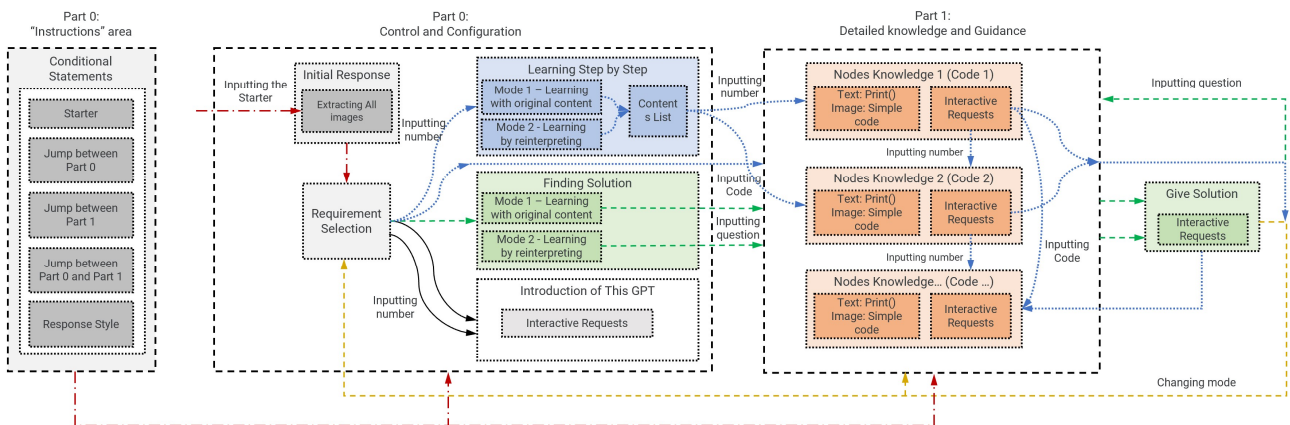 Part 0:
“Instructions” area
Conditional
Statements
Starter
Jump between
Part 0
Jump between
Part 1
Jump between
Part 0 and Part 1
Response Style
Part 0:
Control and Configuration
Inputting the
Starter
Initial Response
Extracting All
images
Requirement
Selection
Inputting
number
Inputting
number
Learning Step by Step
Mode 1 – Learning
with original content
Mode 2 - Learning
by reinterpreting
Content
s List
Finding Solution
Mode 1 – Learning
with original content
Mode 2 - Learning
by reinterpreting
Introduction of This GPT
Interactive Requests
Inputting
number
Inputting
Code
Inputting
question
Part 1:
Detailed knowledge and Guidance
Nodes Knowledge 1 (Code 1)
Text: Print()
Image: Simple
code
Interactive
Requests
Inputting number
Nodes Knowledge 2 (Code 2)
Text: Print()
Image: Simple
code
Interactive
Requests
Inputting number
Inputting
Code
Nodes Knowledge... (Code ...)
Text: Print()
Image: Simple
code
Interactive
Requests
Inputting question
Give Solution
Interactive
Requests
Changing mode